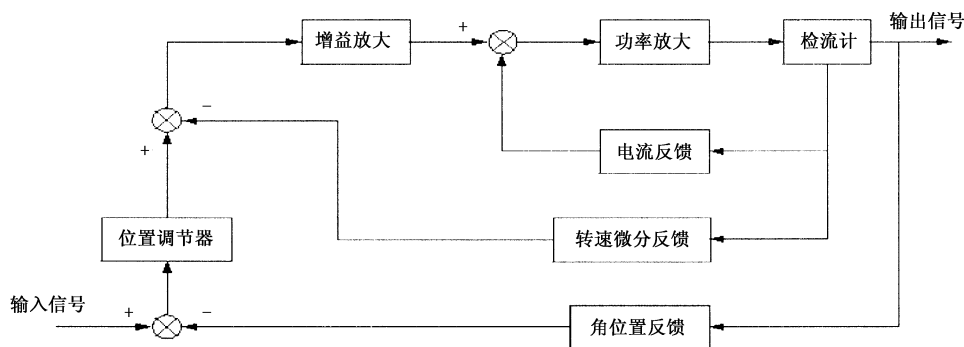 增益放大
+
功率放大
检流计
输出信号
−
+
电流反馈
位置调节器
转速微分反馈
输入信号
+
−
角位置反馈